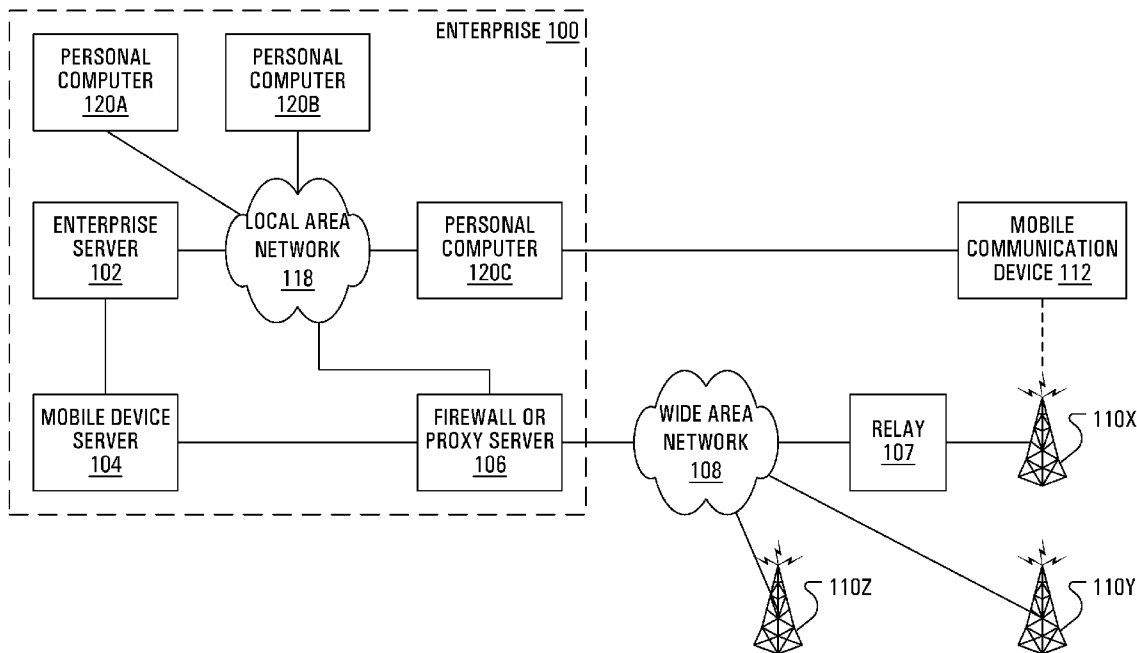 ENTERPRISE 100
PERSONAL
COMPUTER
120A
PERSONAL
COMPUTER
120B
ENTERPRISE
SERVER
102
LOCAL AREA
NETWORK
118
PERSONAL
COMPUTER
120C
MOBILE
COMMUNICATION
DEVICE 112
MOBILE DEVICE
SERVER
104
FIREWALL OR
PROXY SERVER
106
WIDE AREA
NETWORK
108
RELAY
107
110X
110Z
110Y